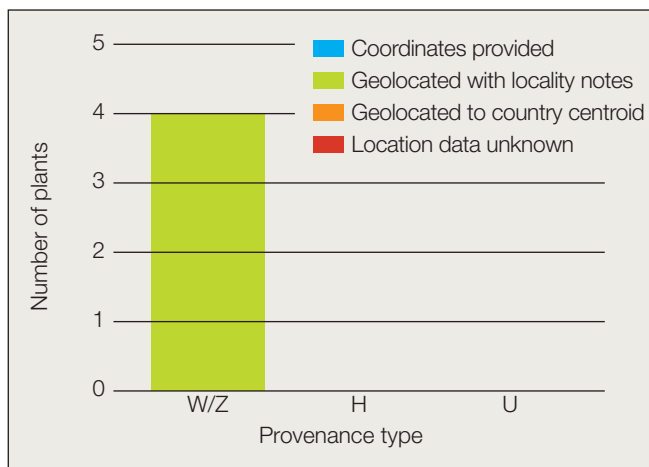 5
4
3
2
1
0
Number of plants
Coordinates provided
Geolocated with locality notes
Geolocated to country centroid
Location data unknown
W/Z H U
Provenance type